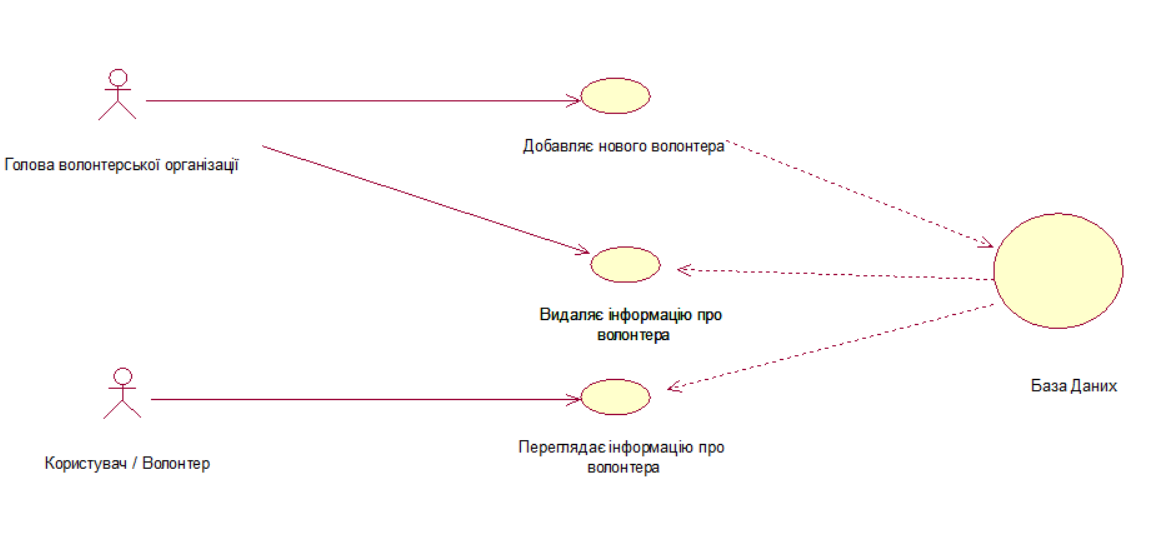 Голова волонтерської організації
Добавляє нового волонтера
Видаляє інформацію про
волонтера
База Даних
Користувач / Волонтер
Переглядає інформацію про
волонтера